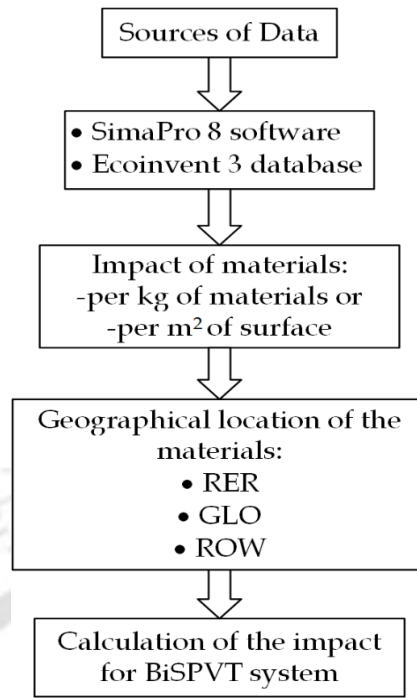 Sources of Data
• SimaPro 8 software
• Ecoinvent 3 database
Impact of materials:
-per kg of materials or
-per m² of surface
Geographical location of the
materials:
• RER
• GLO
• ROW
Calculation of the impact
for BiSPVT system